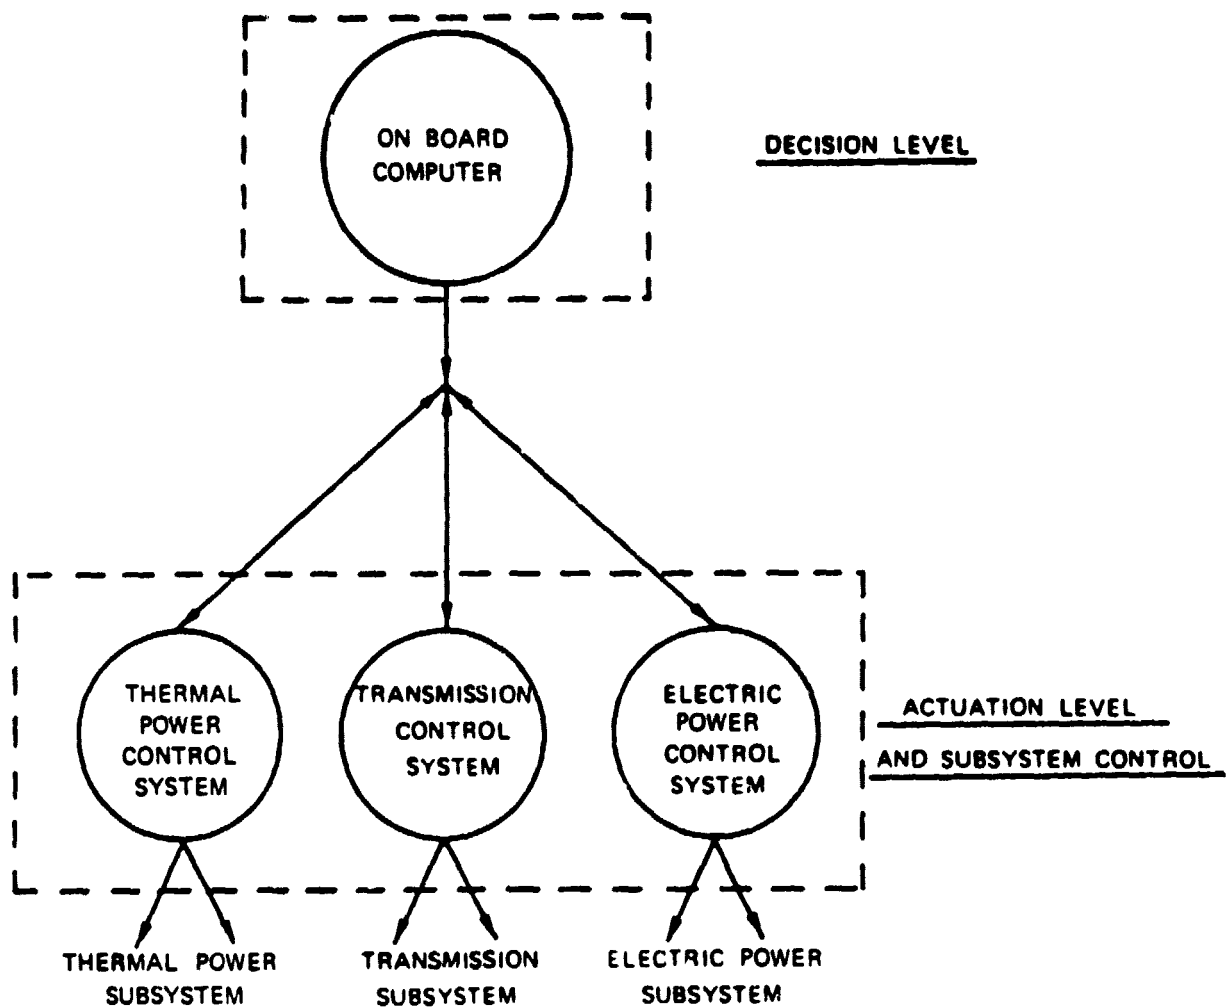 ON BOARD
COMPUTER
DECISION LEVEL
THERMAL
POWER
CONTROL
SYSTEM
TRANSMISSION
CONTROL
SYSTEM
ELECTRIC
POWER
CONTROL
SYSTEM
ACTUATION LEVEL
AND SUBSYSTEM CONTROL
THERMAL POWER
SUBSYSTEM
TRANSMISSION
SUBSYSTEM
ELECTRIC POWER
SUBSYSTEM